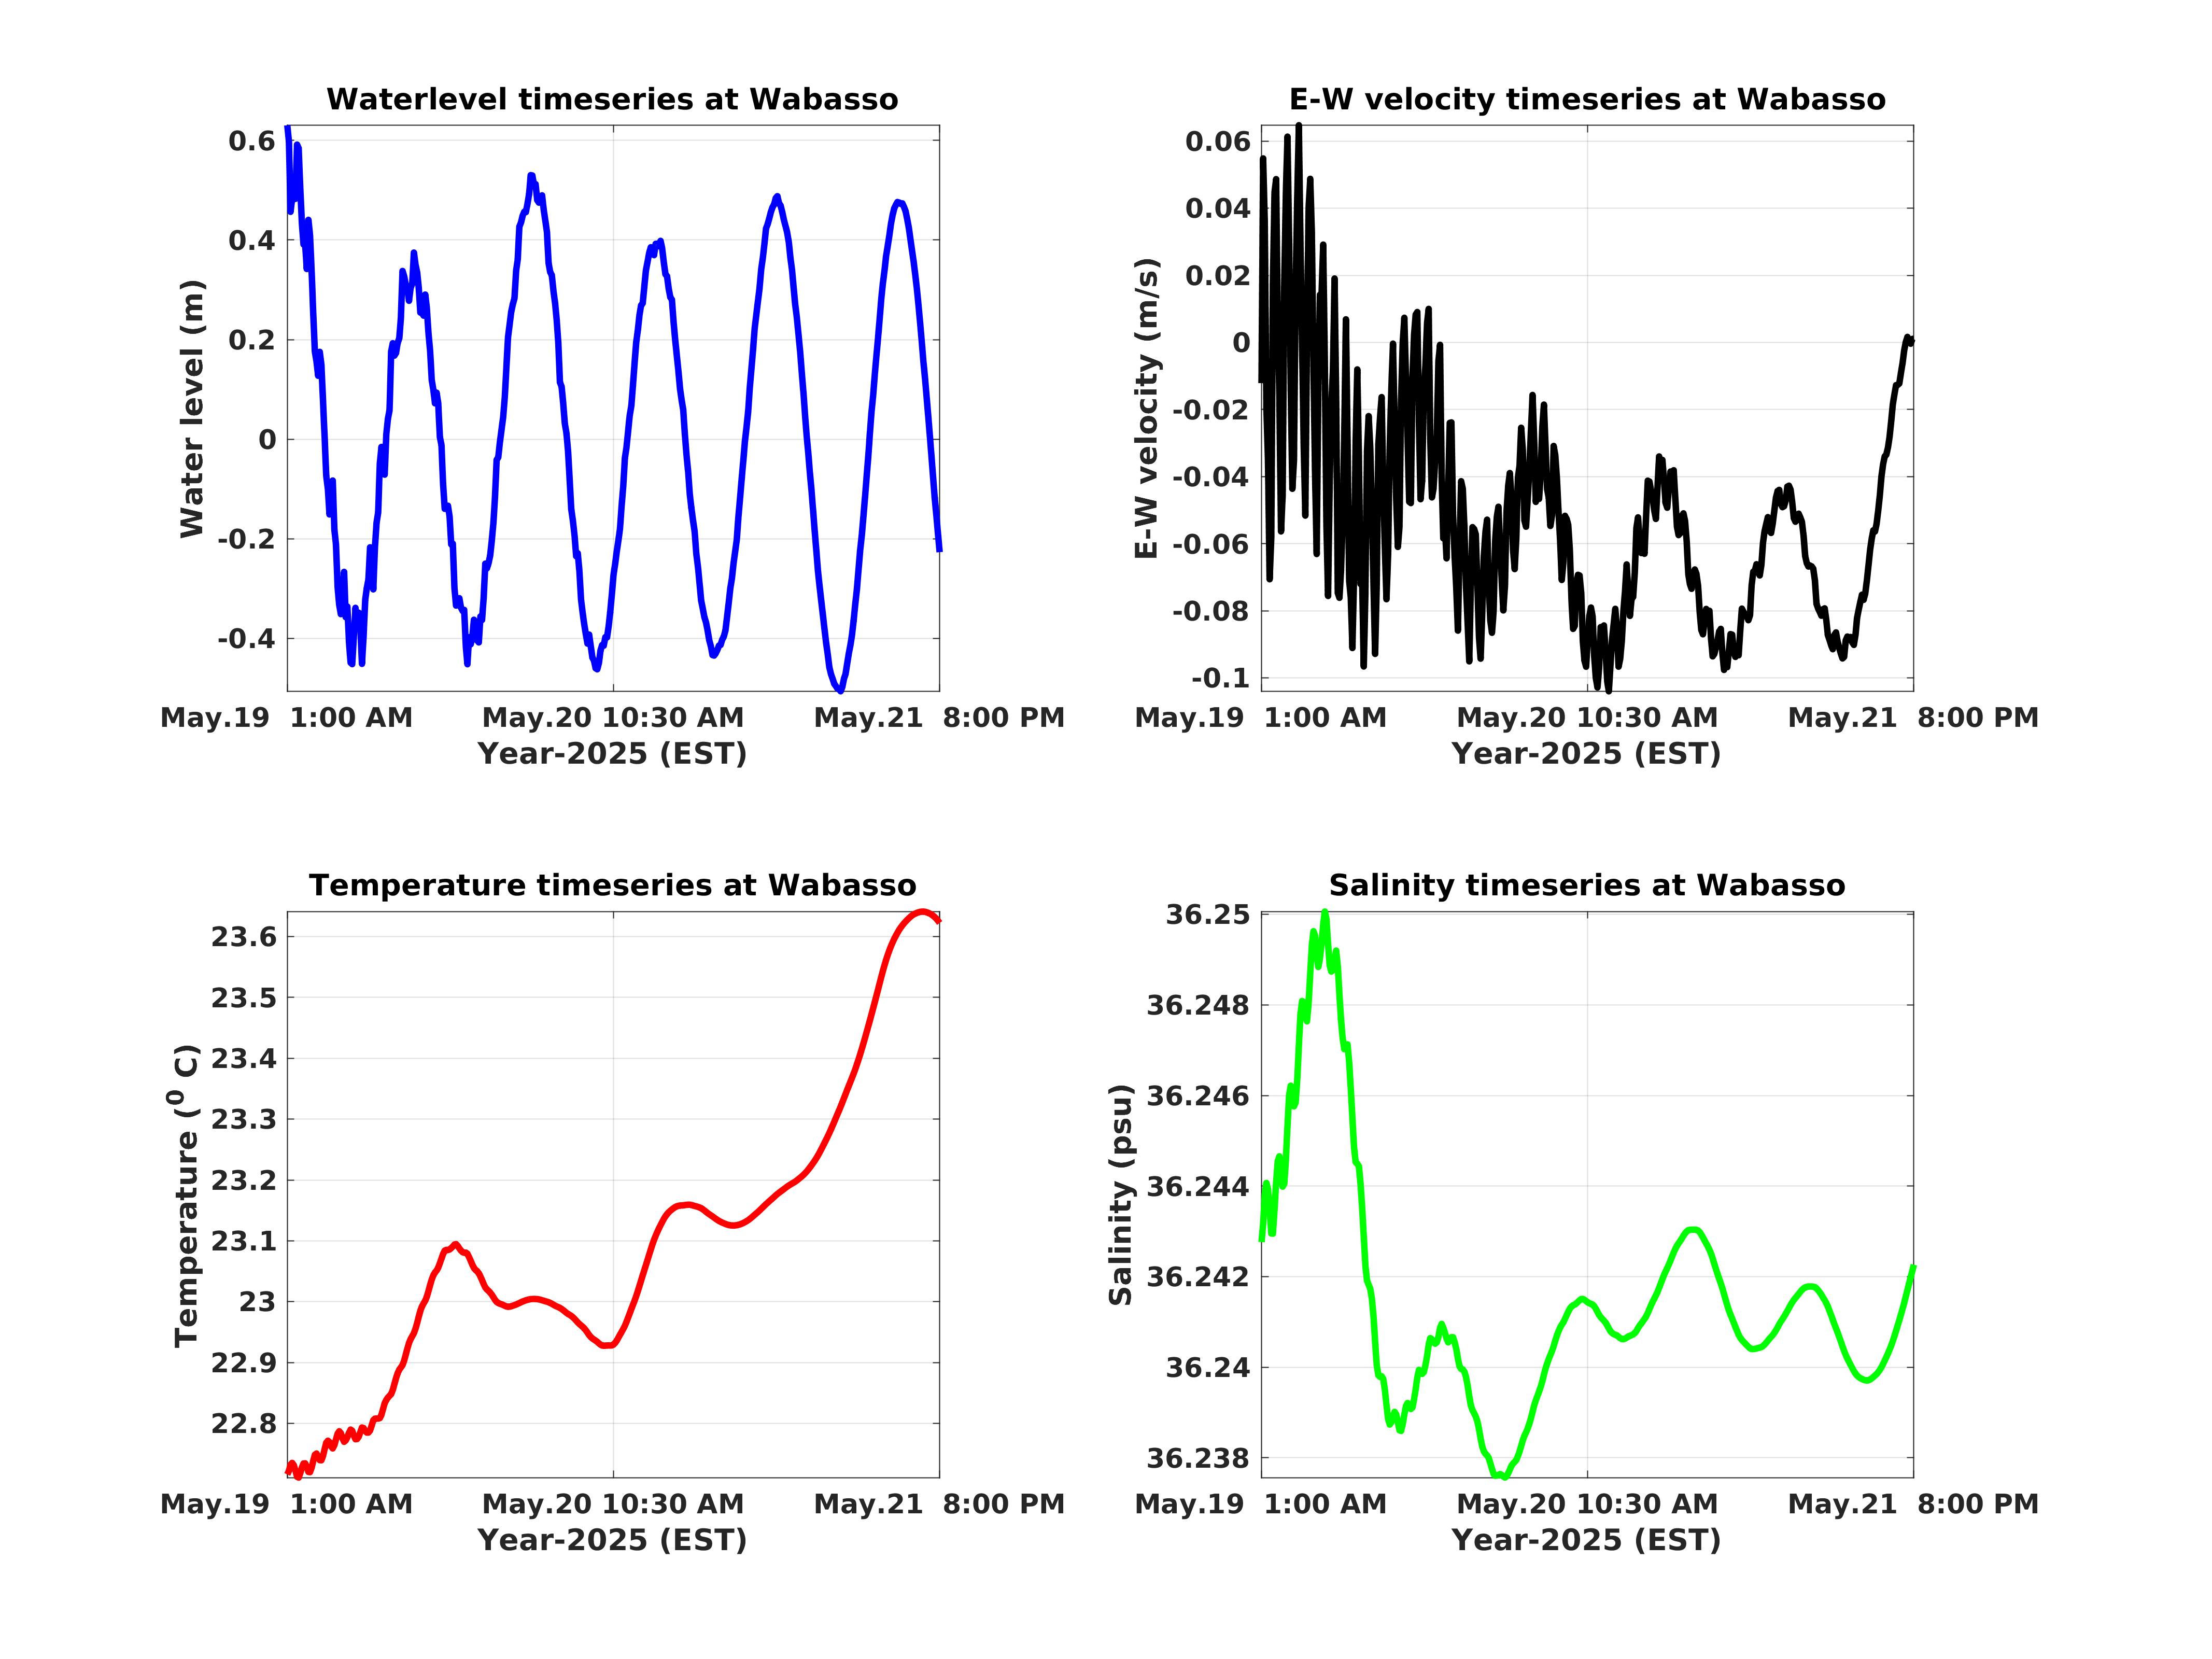 Waterlevel timeseries at Wabasso
0.6
0.4
0.2
0
-0.2
-0.4
Water level (m)
May.19 1:00 AM
May.20 10:30 AM
May.21 8:00 PM
Year-2025 (EST)
E-W velocity timeseries at Wabasso
0.06
0.04
0.02
0
-0.02
-0.04
-0.06
-0.08
-0.1
E-W velocity (m/s)
May.19 1:00 AM
May.20 10:30 AM
May.21 8:00 PM
Year-2025 (EST)
Temperature timeseries at Wabasso
23.6
23.5
23.4
23.3
23.2
23.1
23
22.9
22.8
Temperature (⁰ C)
May.19 1:00 AM
May.20 10:30 AM
May.21 8:00 PM
Year-2025 (EST)
Salinity timeseries at Wabasso
36.25
36.248
36.246
36.244
36.242
36.24
36.238
Salinity (psu)
May.19 1:00 AM
May.20 10:30 AM
May.21 8:00 PM
Year-2025 (EST)